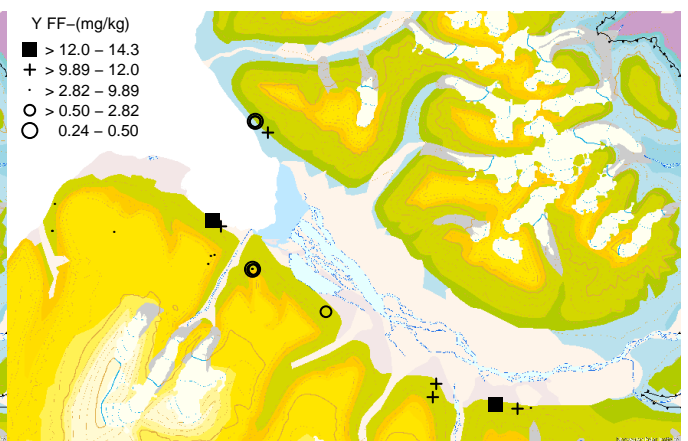 Y FF−(mg/kg)
> 12.0 − 14.3
> 9.89 − 12.0
> 2.82 − 9.89
> 0.50 − 2.82
0.24 − 0.50